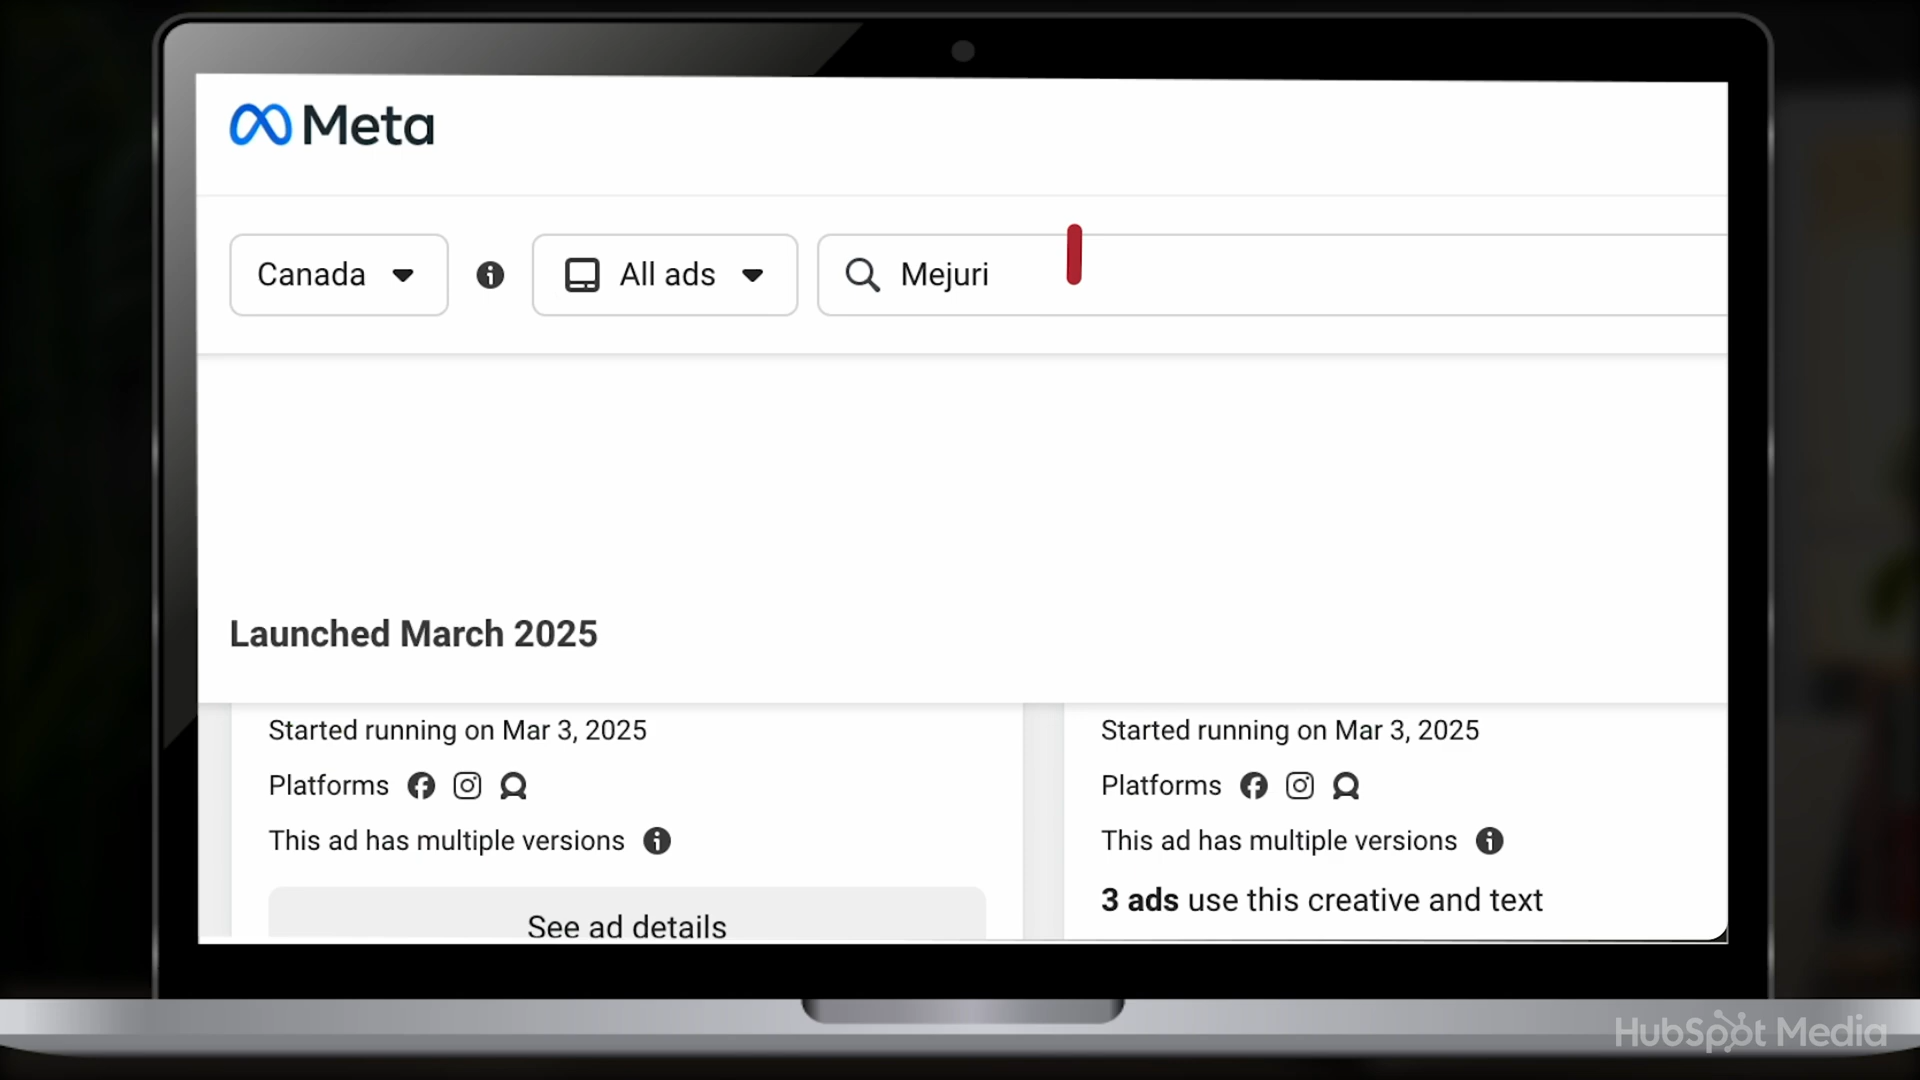 Meta
Canada
All ads
Mejuri
Launched March 2025
Started running on Mar 3, 2025
Platforms
This ad has multiple versions
See ad details
Started running on Mar 3, 2025
Platforms
This ad has multiple versions
3 ads use this creative and text
HubSpot Media